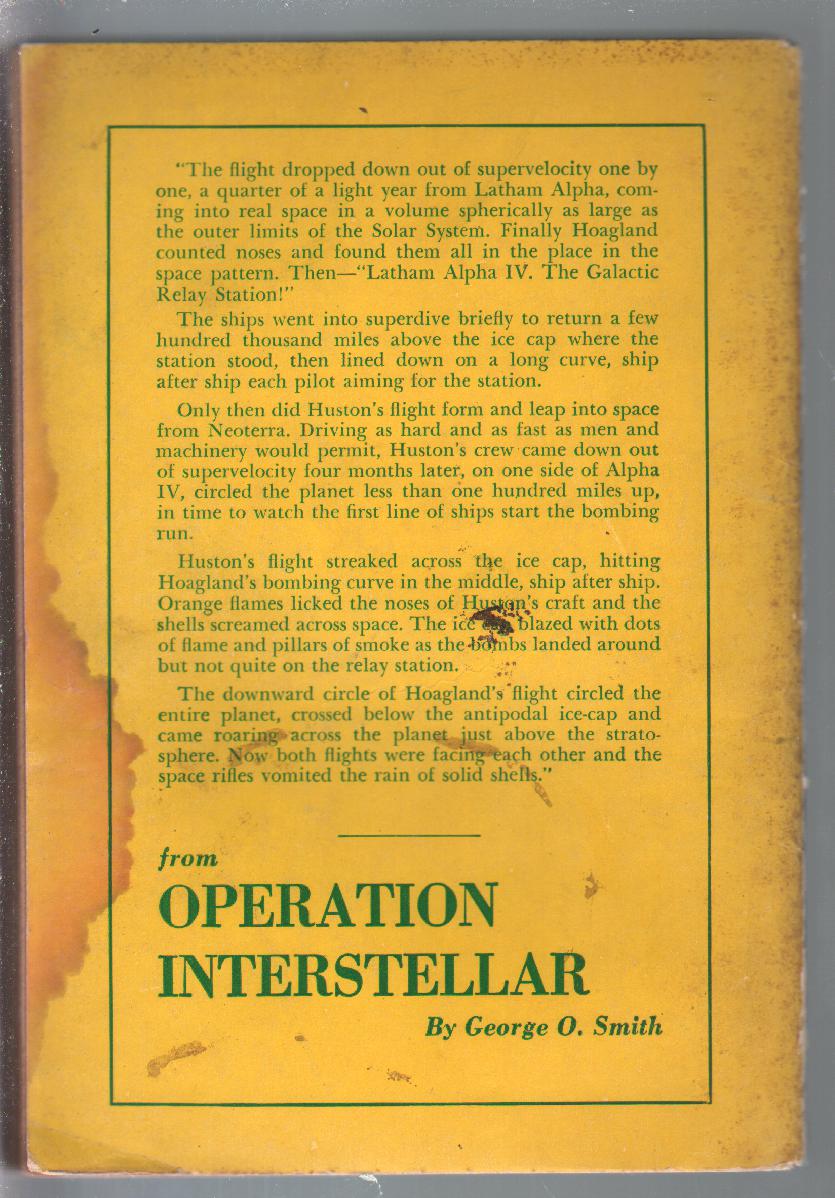 "The flight dropped down out of supervelocity one by
one, a quarter of a light year from Latham Alpha, com-
ing into real space in a volume spherically as large as
the outer limits of the Solar System. Finally Hoagland
counted noses and found them all in the place in the
space pattern. Then—"Latham Alpha IV. The Galactic
Relay Station!"
The ships went into superdive briefly to return a few
hundred thousand miles above the ice cap where the
station stood, then lined down on a long curve, ship
after ship each pilot aiming for the station.
Only then did Huston's flight form and leap into space
from Neoterra. Driving as hard and as fast as men and
machinery would permit, Huston's crew came down out
of supervelocity four months later, on one side of Alpha
IV, circled the planet less than one hundred miles up,
in time to watch the first line of ships start the bombing
run.
Huston's flight streaked across the ice cap, hitting
Hoagland's bombing curve in the middle, ship after ship.
Orange flames licked the noses of Huston's craft and the
shells screamed across space. The ice blazed with dots
of flame and pillars of smoke as the bombs landed around
but not quite on the relay station.
The downward circle of Hoagland's flight circled the
entire planet, crossed below the antipodal ice-cap and
came roaring across the planet just above the strato-
sphere. Now both flights were facing each other and the
space rifles vomited the rain of solid shells."
from
OPERATION
INTERSTELLAR
By George O. Smith